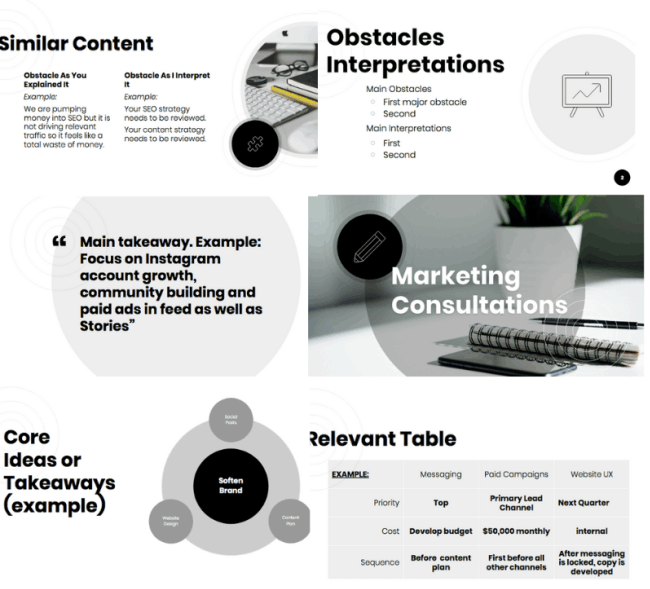 Similar Content
Obstacle As You
Explained It
Example:
We are pumping
money into SEO but it is
not driving relevant
traffic so it feels like a
total waste of money.
Obstacle As I Interpret
It
Example:
Your SEO strategy
needs to be reviewed.
Your content strategy
needs to be reviewed.
Obstacles
Interpretations
Main Obstacles
First major obstacle
Second
Main Interpretations
First
Second
2
“ Main takeaway. Example:
Focus on Instagram
account growth,
community building and
paid ads in feed as well as
Stories”
Marketing
Consultations
Core
Ideas or
Takeaways
(example)
Soften
Brand
Website
Design
Content
Plan
Relevant Table
EXAMPLE: Messaging Paid Campaigns Website UX
Priority Top Primary Lead Channel Next Quarter
Cost Develop budget $50,000 monthly internal
Sequence Before content plan First before all other channels After messaging is locked, copy is developed